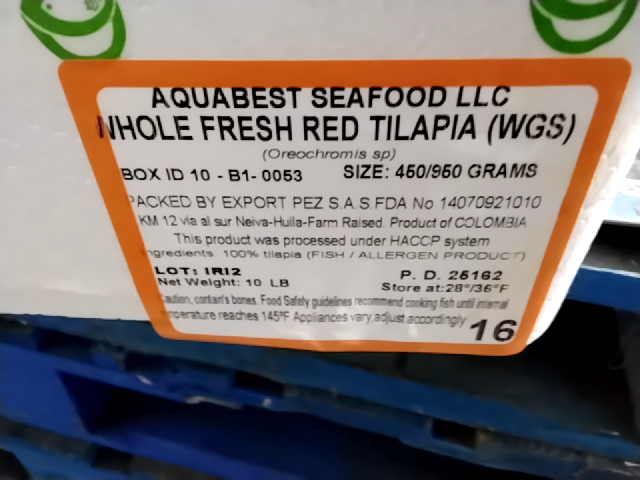 AQUABEST SEAFOOD LLC
WHOLE FRESH RED TILAPIA (WGS)
(Oreochromis sp)
BOX ID 10 - B1- 0053 SIZE: 450/950 GRAMS
PACKED BY EXPORT PEZ S.A.S.FDA No 14070921010
KM 12 via al sur Neiva-Huila-Farm Raised. Product of COLOMBIA
This product was processed under HACCP system
Ingredients 100% tilapia (FISH / ALLERGEN PRODUCT)
LOT: IRI2 P. D. 25162
Net Weight: 10 LB Store at:28°/36°F
Caution, contain's bones. Food Safety guidelines recommend cooking fish until internal
temperature reaches 145ºF Appliances vary,adjust accordingly 16